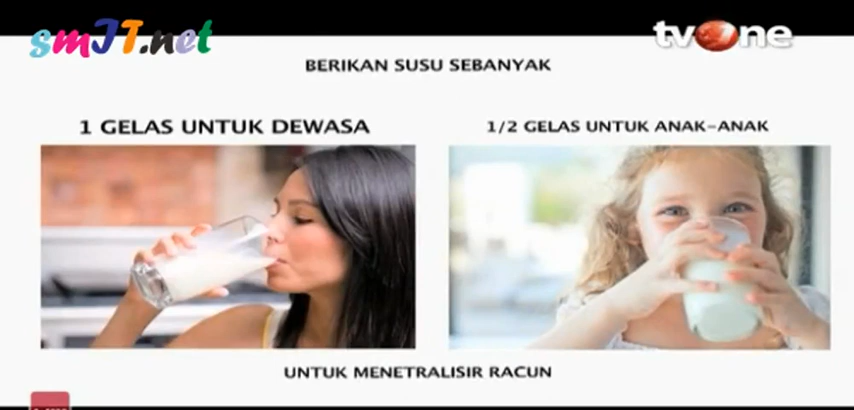 smJT.net
tvOne
BERIKAN SUSU SEBANYAK
1 GELAS UNTUK DEWASA
1/2 GELAS UNTUK ANAK-ANAK
UNTUK MENETRALISIR RACUN